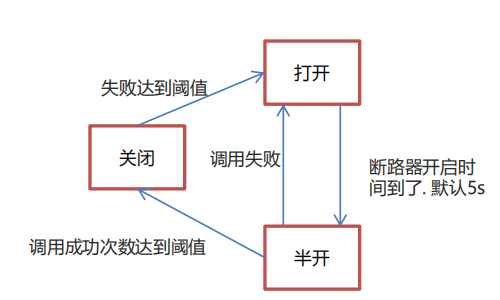 打开
失败达到阈值
关闭
调用失败
断路器开启时
间到了. 默认5s
调用成功次数达到阈值
半开